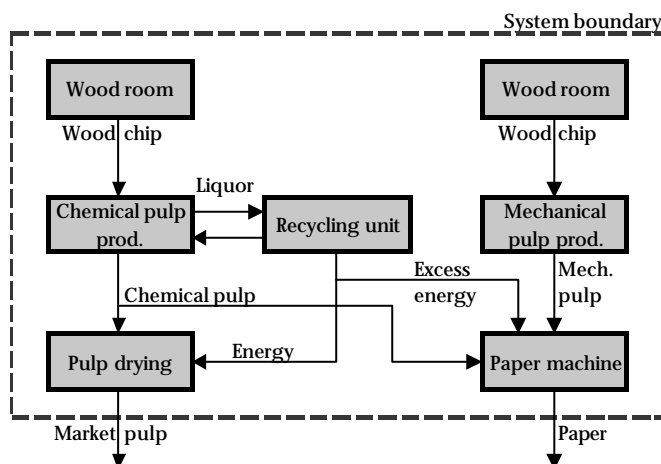 System boundary
Wood room
Wood room
Wood chip
Wood chip
Liquor
Chemical pulp
prod.
Recycling unit
Mechanical
pulp prod.
Excess
energy
Mech.
pulp
Chemical pulp
Pulp drying
Energy
Paper machine
Market pulp
Paper